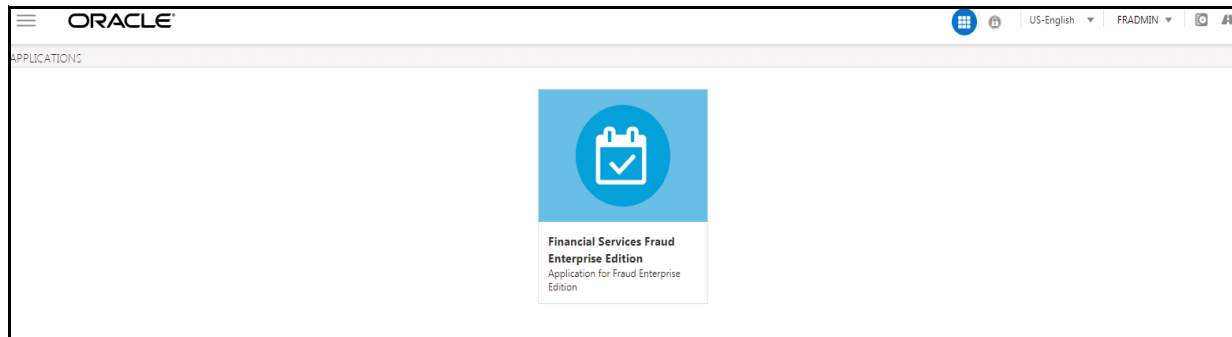 ORACLE
US-English
FRADMIN
APPLICATIONS
Financial Services Fraud
Enterprise Edition
Application for Fraud Enterprise
Edition